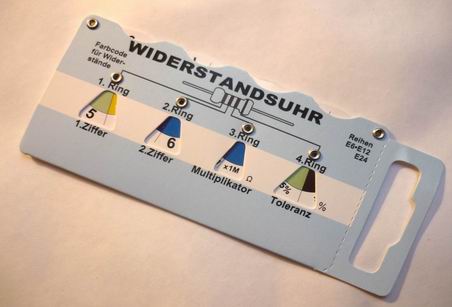 WIDERSTANDSUHR
Farbcode
für Wider-
stände
1. Ring
2. Ring
3. Ring
4. Ring
5
6
x1M
Ω
5%
%
1.Ziffer
2.Ziffer
Multiplikator
Toleranz
Reihen
E6•E12
E24